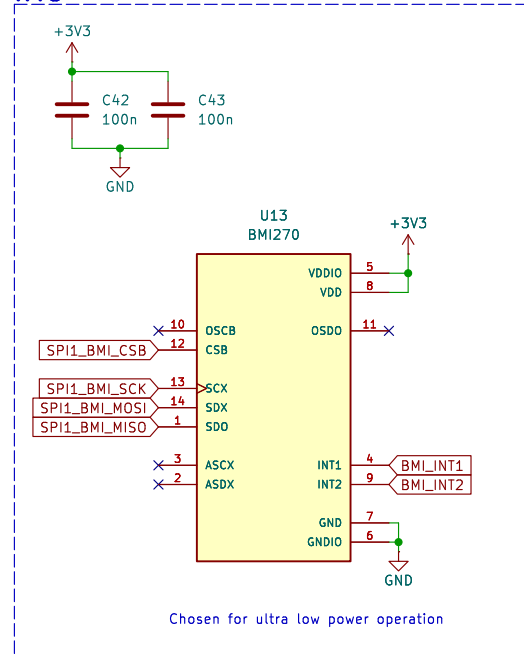 +3V3
C42
100n
C43
100n
GND
U13
BMI270
+3V3
VDDIO 5
VDD 8
10 OSCB
OSDO 11
12 CSB
SPI1_BMI_CSB
13 SCX
SPI1_BMI_SCK
14 SDX
SPI1_BMI_MOSI
1 SDO
SPI1_BMI_MISO
3 ASCX
INT1 4
BMI_INT1
2 ASDX
INT2 9
BMI_INT2
GND 7
GNDIO 6
GND
Chosen for ultra low power operation